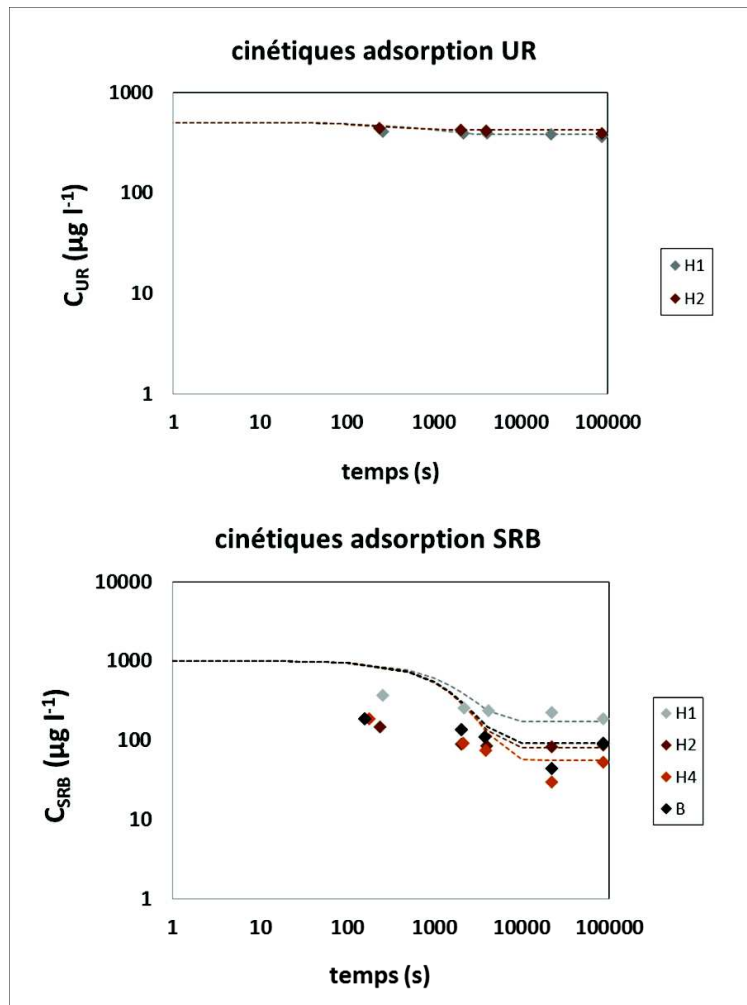 cinétiques adsorption UR
1000
100
10
1
C_UR (µg l⁻¹)
1 10 100 1000 10000 100000
temps (s)
H1
H2
cinétiques adsorption SRB
10000
1000
100
10
1
C_SRB (µg l⁻¹)
1 10 100 1000 10000 100000
temps (s)
H1
H2
H4
B